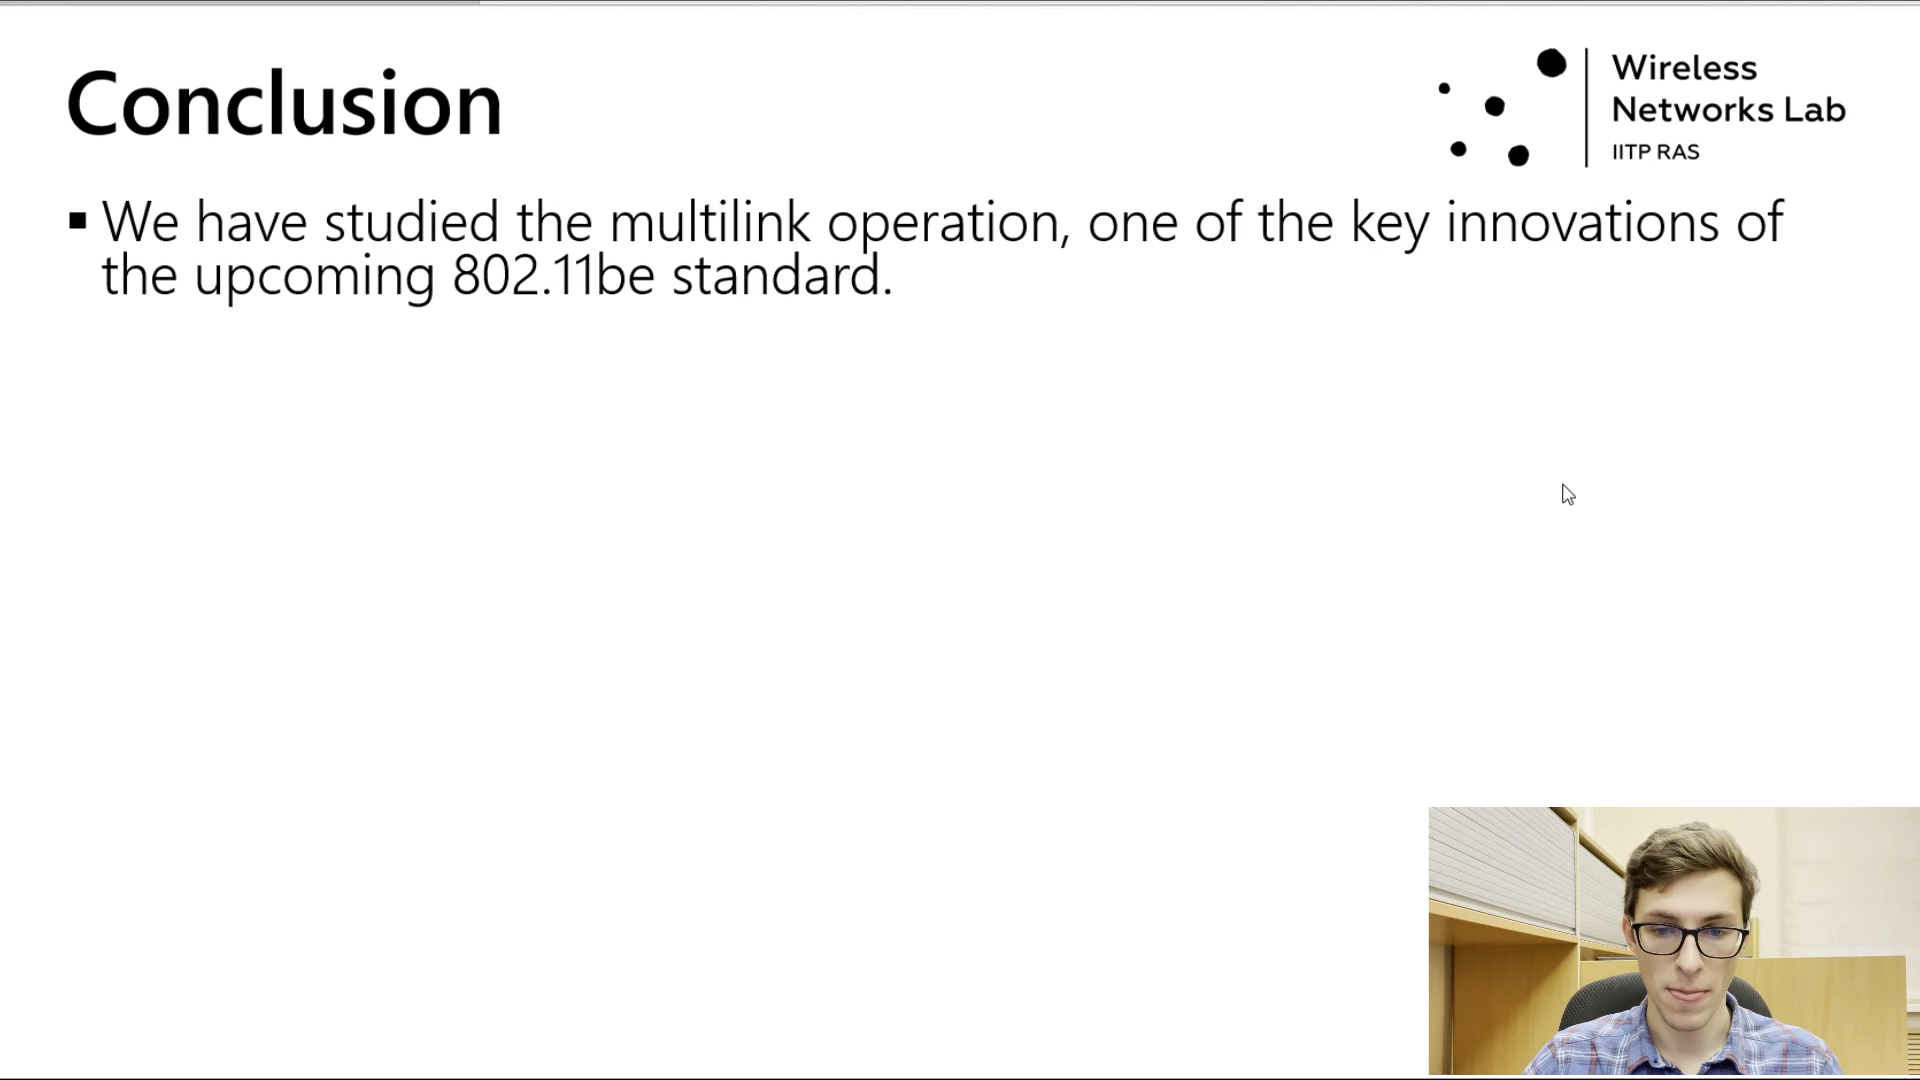 Conclusion
Wireless
Networks Lab
IITP RAS
▪ We have studied the multilink operation, one of the key innovations of
the upcoming 802.11be standard.